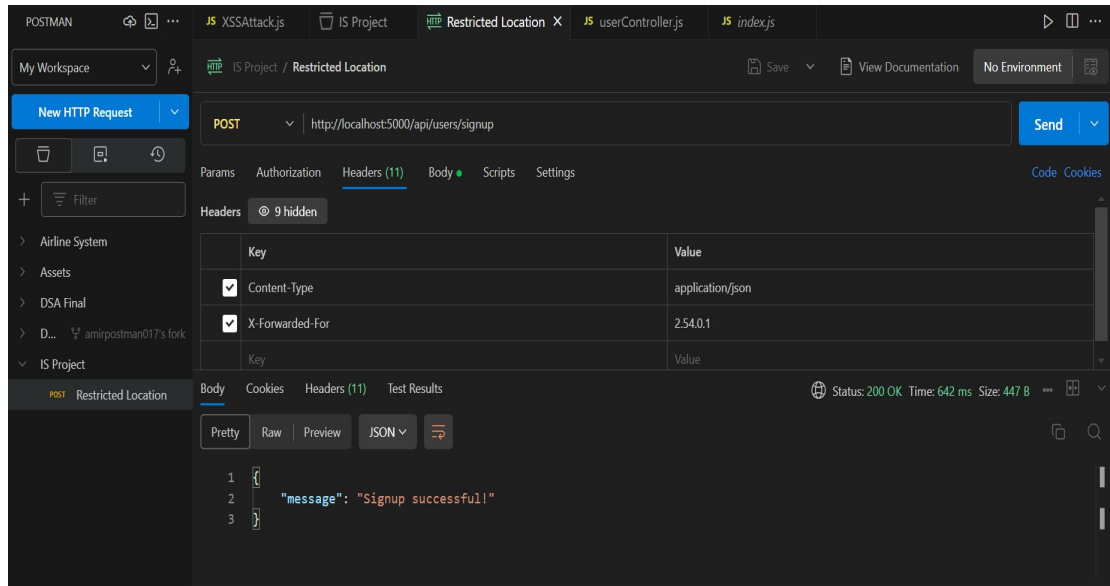 POSTMAN
JS XSSAttack.js
IS Project
HTTP Restricted Location
JS userController.js
JS index.js
My Workspace
HTTP IS Project / Restricted Location
Save
View Documentation
No Environment
New HTTP Request
POST
http://localhost:5000/api/users/signup
Send
Params Authorization Headers (11) Body Scripts Settings
Code Cookies
Filter
Headers 9 hidden
Airline System
Assets
DSA Final
D... amirpostman017's fork
IS Project
POST Restricted Location
Key Value
Content-Type application/json
X-Forwarded-For 2.54.0.1
Key Value
Body Cookies Headers (11) Test Results
Status: 200 OK Time: 642 ms Size: 447 B
Pretty Raw Preview JSON
1 {
2 "message": "Signup successful!"
3 }